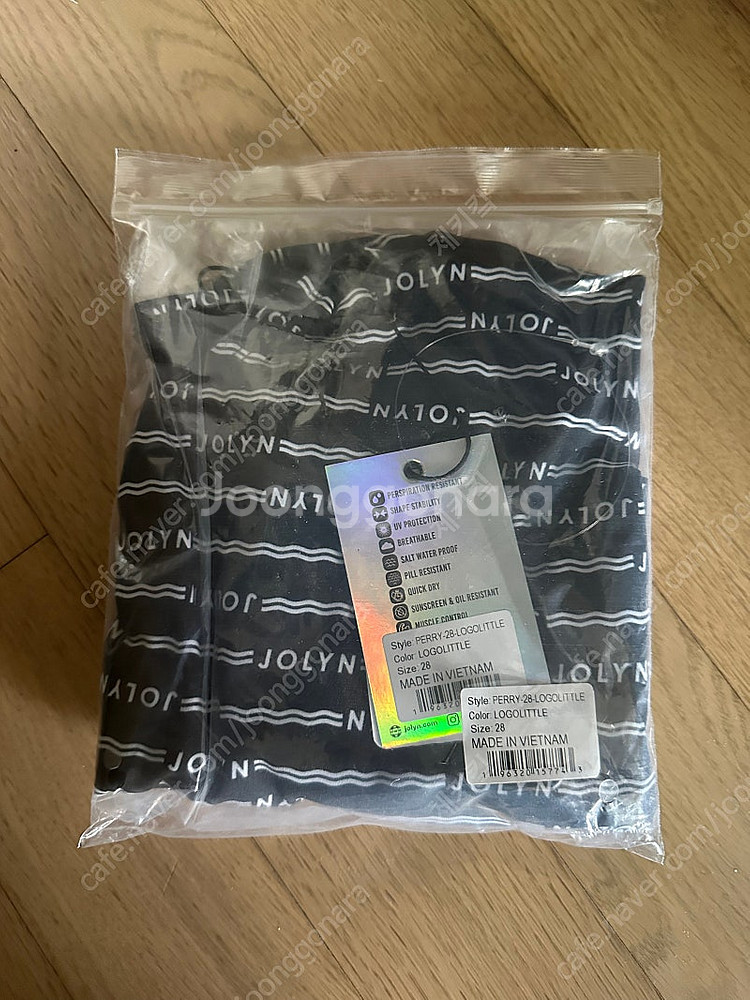 JOLYN
JOLYN
JOLYN
JOLYN
JOLYN
JOLYN
JOLYN
JOLYN
JOLYN
JOLYN
Joonggonara
cafe.naver.com/joonggonara
PERSPIRATION RESISTANT
SHAPE STABILITY
UV PROTECTION
BREATHABLE
SALT WATER PROOF
PILL RESISTANT
QUICK DRY
SUNSCREEN & OIL RESISTANT
MUSCLE CONTROL
Style: PERRY-28-LOGOLITTLE
Color: LOGOLITTLE
Size: 28
MADE IN VIETNAM
jolyn.com
Style: PERRY-28-LOGOLITTLE
Color: LOGOLITTLE
Size: 28
MADE IN VIETNAM